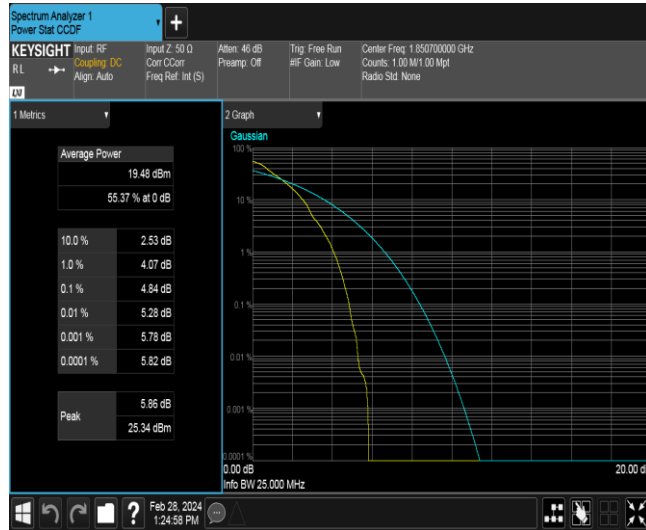 Spectrum Analyzer 1
Power Stat CCDF
+
KEYSIGHT
RL
LXI
Input: RF
Coupling: DC
Align: Auto
Input Z: 50 Ω
Corr CCorr
Freq Ref: Int (S)
Atten: 46 dB
Preamp: Off
Trig: Free Run
#IF Gain: Low
Center Freq: 1.850700000 GHz
Counts: 1.00 M/1.00 Mpt
Radio Std: None
1 Metrics
Average Power
19.48 dBm
55.37 % at 0 dB
10.0 % 2.53 dB
1.0 % 4.07 dB
0.1 % 4.84 dB
0.01 % 5.28 dB
0.001 % 5.78 dB
0.0001 % 5.82 dB
Peak
5.86 dB
25.34 dBm
2 Graph
Gaussian
100 %
10 %
1 %
0.1 %
0.01 %
0.001 %
0.0001 %
0.00 dB
20.00 d
Info BW 25.000 MHz
?
Feb 28, 2024
1:24:58 PM